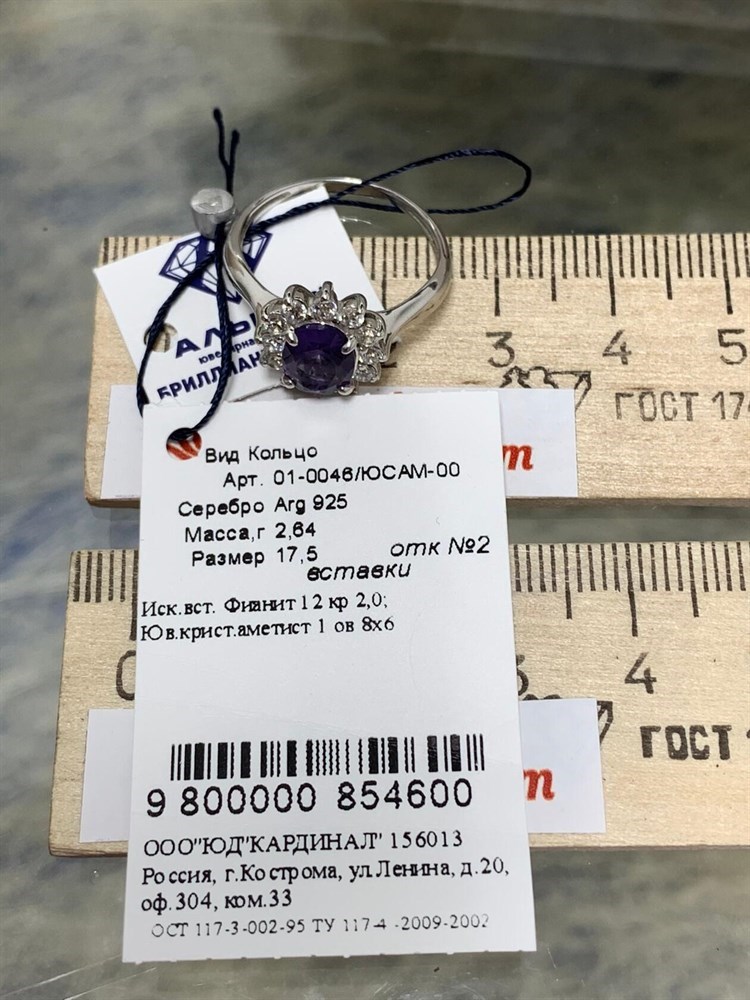 БРИЛЛИАН
3 4 5
ГОСТ 17
m
Вид Кольцо
Арт. 01-0046/ЮСАМ-00
Серебро Arg 925
Масса,г 2,64
Размер 17,5 отк №2
вставки
Иск.вст. Фианит 12 кр 2,0;
Юв.крист.аметист 1 ов 8х6
4
ГОСТ
m
9 800000 854600
ООО"ЮД"КАРДИНАЛ" 156013
Россия, г.Кострома, ул.Ленина, д.20,
оф.304, ком.33
ОСТ 117-3-002-95 ТУ 117-4 -2009-2002